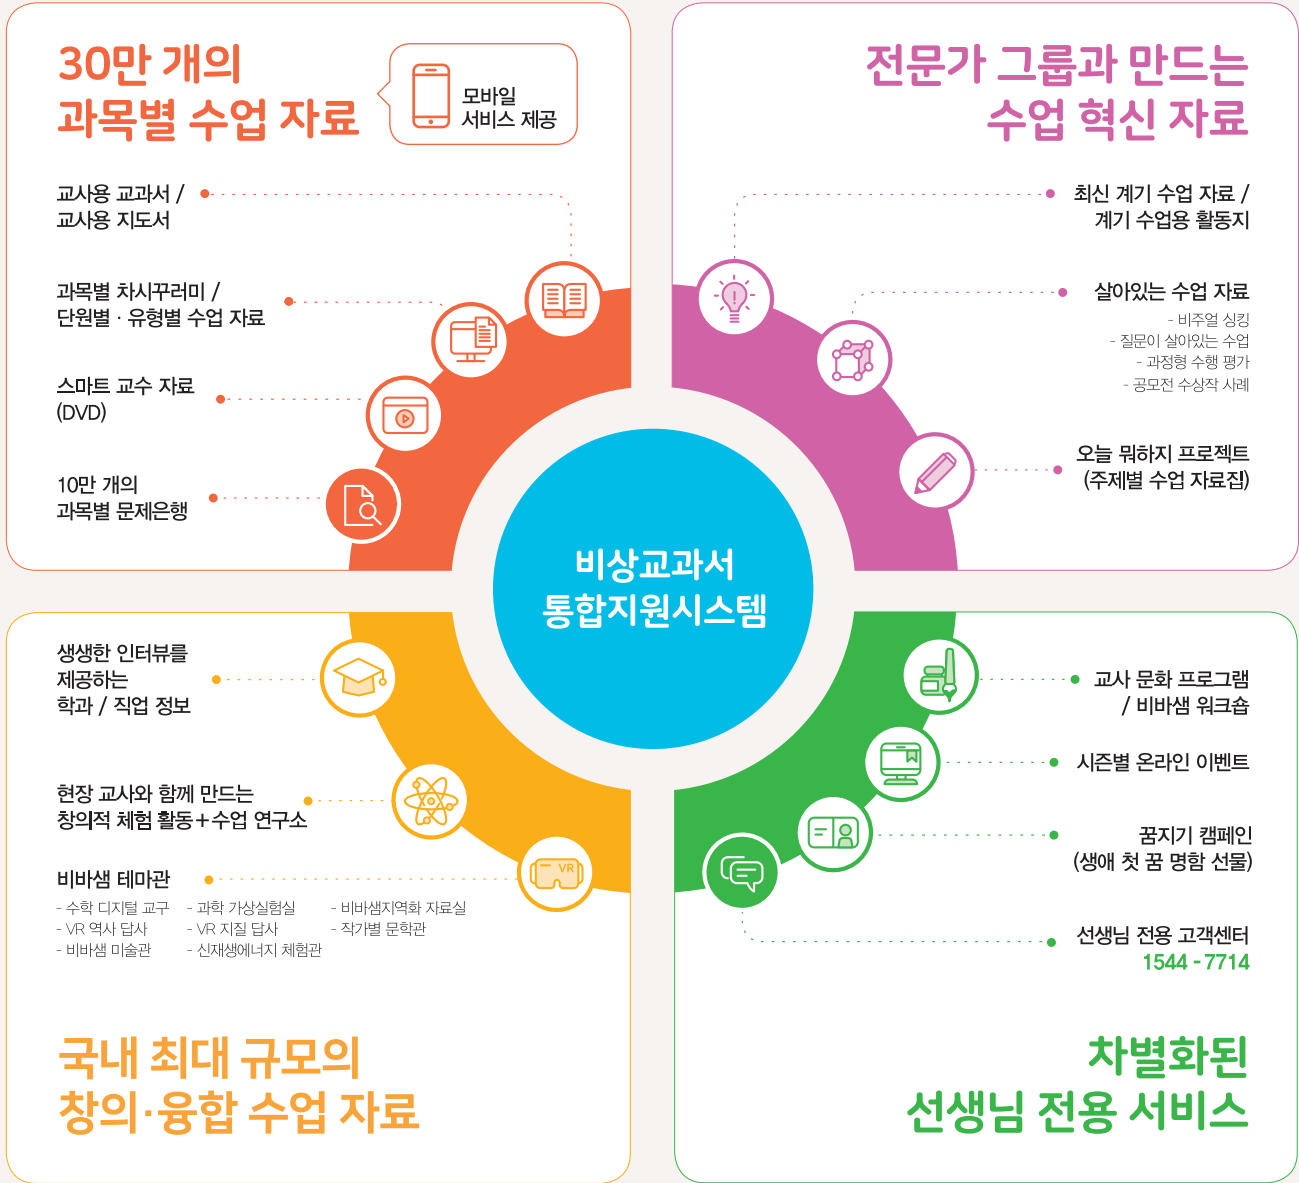 30만 개의
과목별 수업 자료
모바일
서비스 제공
교사용 교과서 /
교사용 지도서
과목별 차시꾸러미 /
단원별 · 유형별 수업 자료
스마트 교수 자료
(DVD)
10만 개의
과목별 문제은행
전문가 그룹과 만드는
수업 혁신 자료
최신 계기 수업 자료 /
계기 수업용 활동지
살아있는 수업 자료
- 비주얼 싱킹
- 질문이 살아있는 수업
- 과정형 수행 평가
- 공모전 수상작 사례
오늘 뭐하지 프로젝트
(주제별 수업 자료집)
비상교과서
통합지원시스템
생생한 인터뷰를
제공하는
학과 / 직업 정보
현장 교사와 함께 만드는
창의적 체험 활동+수업 연구소
비바샘 테마관
- 수학 디지털 교구
- VR 역사 답사
- 비바샘 미술관
- 과학 가상실험실
- VR 지질 답사
- 신재생에너지 체험관
- 비바샘지역화 자료실
- 작가별 문학관
VR
국내 최대 규모의
창의·융합 수업 자료
교사 문화 프로그램
/ 비바샘 워크숍
시즌별 온라인 이벤트
꿈지기 캠페인
(생애 첫 꿈 명함 선물)
선생님 전용 고객센터
1544 - 7714
차별화된
선생님 전용 서비스